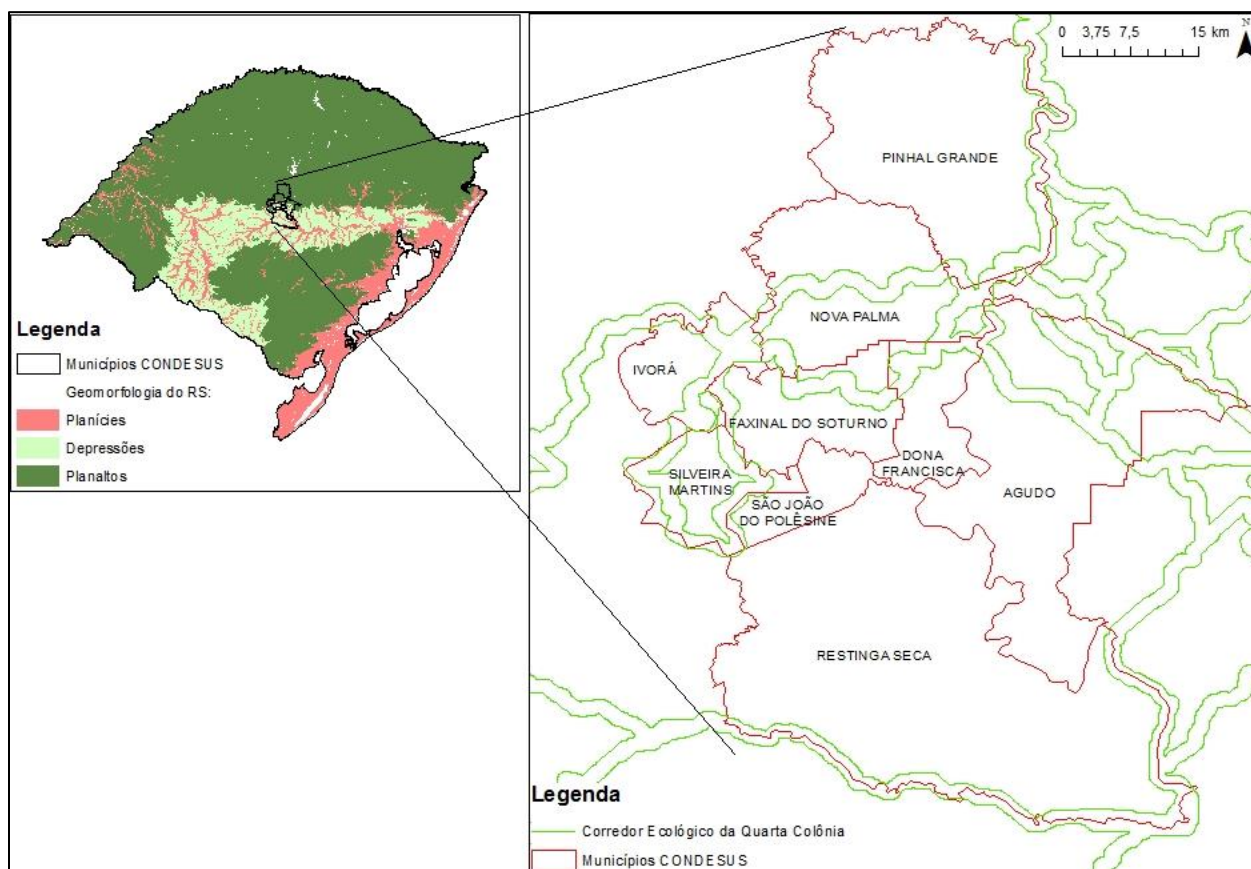 Legenda
Municípios CONDESUS
Geomorfologia do RS:
Planícies
Depressões
Planaltos
0 3,75 7,5 15 km
N
PINHAL GRANDE
NOVA PALMA
IVORÁ
FAXINAL DO SOTURNO
DONA
FRANCISCA
SILVEIRA
MARTINS
AGUDO
SÃO JOÃO
DO POLÊSINE
RESTINGA SECA
Legenda
Corredor Ecológico da Quarta Colônia
Municípios CONDESUS